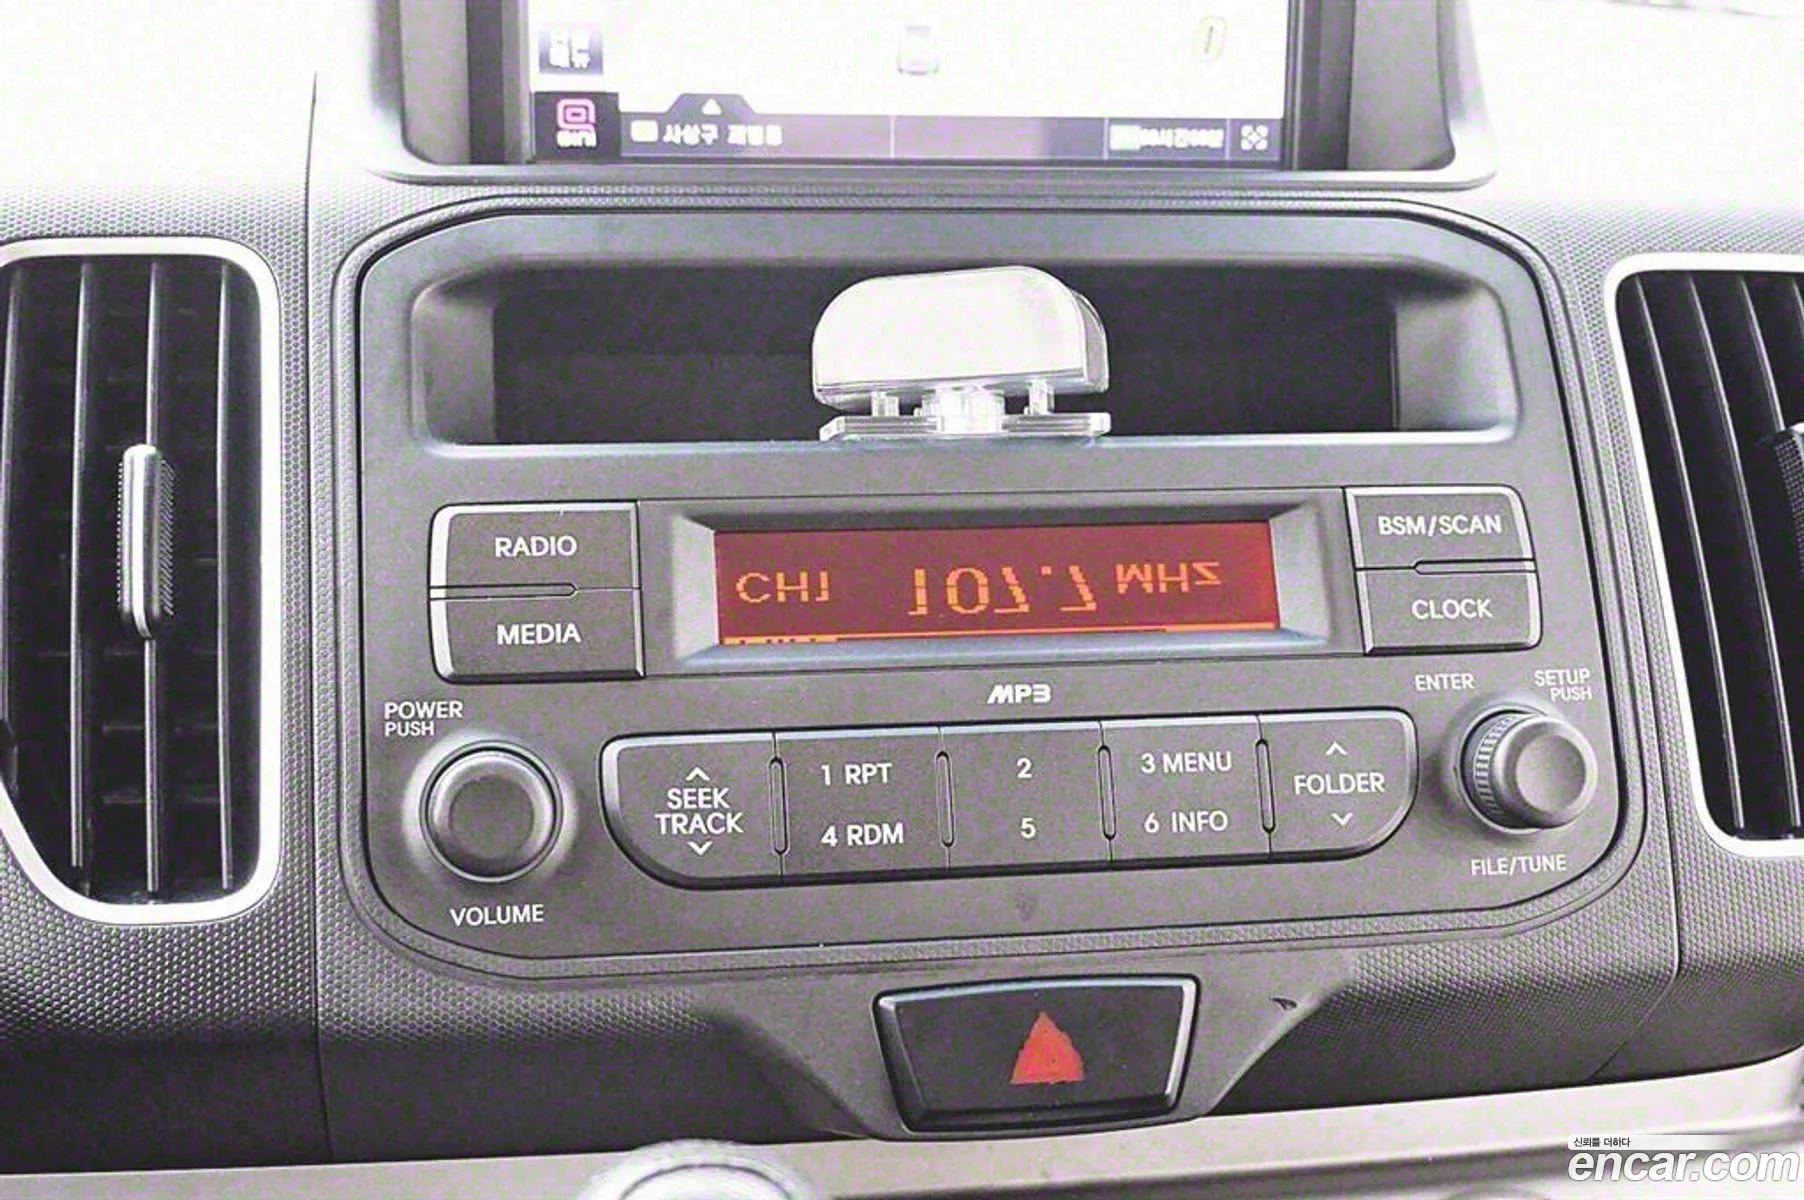 메뉴
사상구
RADIO
BSM/SCAN
CH1 107.7 MHz
MEDIA
CLOCK
MP3
ENTER
SETUP
PUSH
POWER
PUSH
SEEK
TRACK
1 RPT
2
3 MENU
FOLDER
4 RDM
5
6 INFO
FILE/TUNE
VOLUME
신뢰를 더하다
encar.com